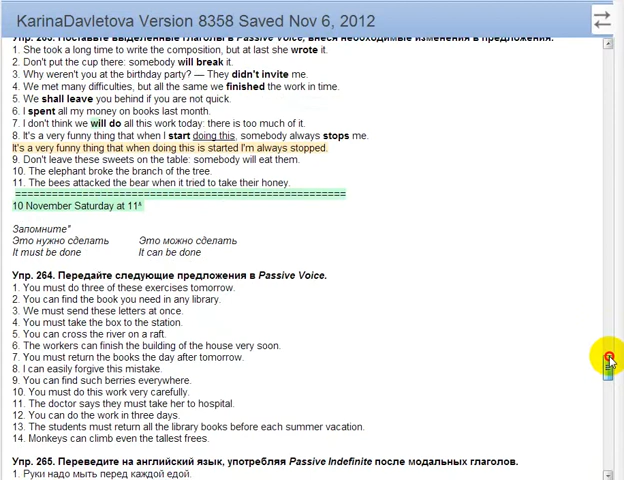 KarinaDavletova Version 8358 Saved Nov 6, 2012
Упр. 263. Поставьте выделенные глаголы в Passive Voice, внеся необходимые изменения в предложения.
1. She took a long time to write the composition, but at last she wrote it.
2. Don't put the cup there: somebody will break it.
3. Why weren't you at the birthday party? — They didn't invite me.
4. We met many difficulties, but all the same we finished the work in time.
5. We shall leave you behind if you are not quick.
6. I spent all my money on books last month.
7. I don't think we will do all this work today: there is too much of it.
8. It's a very funny thing that when I start doing this, somebody always stops me.
It's a very funny thing that when doing this is started I'm always stopped.
9. Don't leave these sweets on the table: somebody will eat them.
10. The elephant broke the branch of the tree.
11. The bees attacked the bear when it tried to take their honey.
=======================================================
10 November Saturday at 11^
Запомните"
Это нужно сделать Это можно сделать
It must be done It can be done
Упр. 264. Передайте следующие предложения в Passive Voice.
1. You must do three of these exercises tomorrow.
2. You can find the book you need in any library.
3. We must send these letters at once.
4. You must take the box to the station.
5. You can cross the river on a raft.
6. The workers can finish the building of the house very soon.
7. You must return the books the day after tomorrow.
8. I can easily forgive this mistake.
9. You can find such berries everywhere.
10. You must do this work very carefully.
11. The doctor says they must take her to hospital.
12. You can do the work in three days.
13. The students must return all the library books before each summer vacation.
14. Monkeys can climb even the tallest frees.
Упр. 265. Переведите на английский язык, употребляя Passive Indefinite после модальных глаголов.
1. Руки надо мыть перед каждой едой.